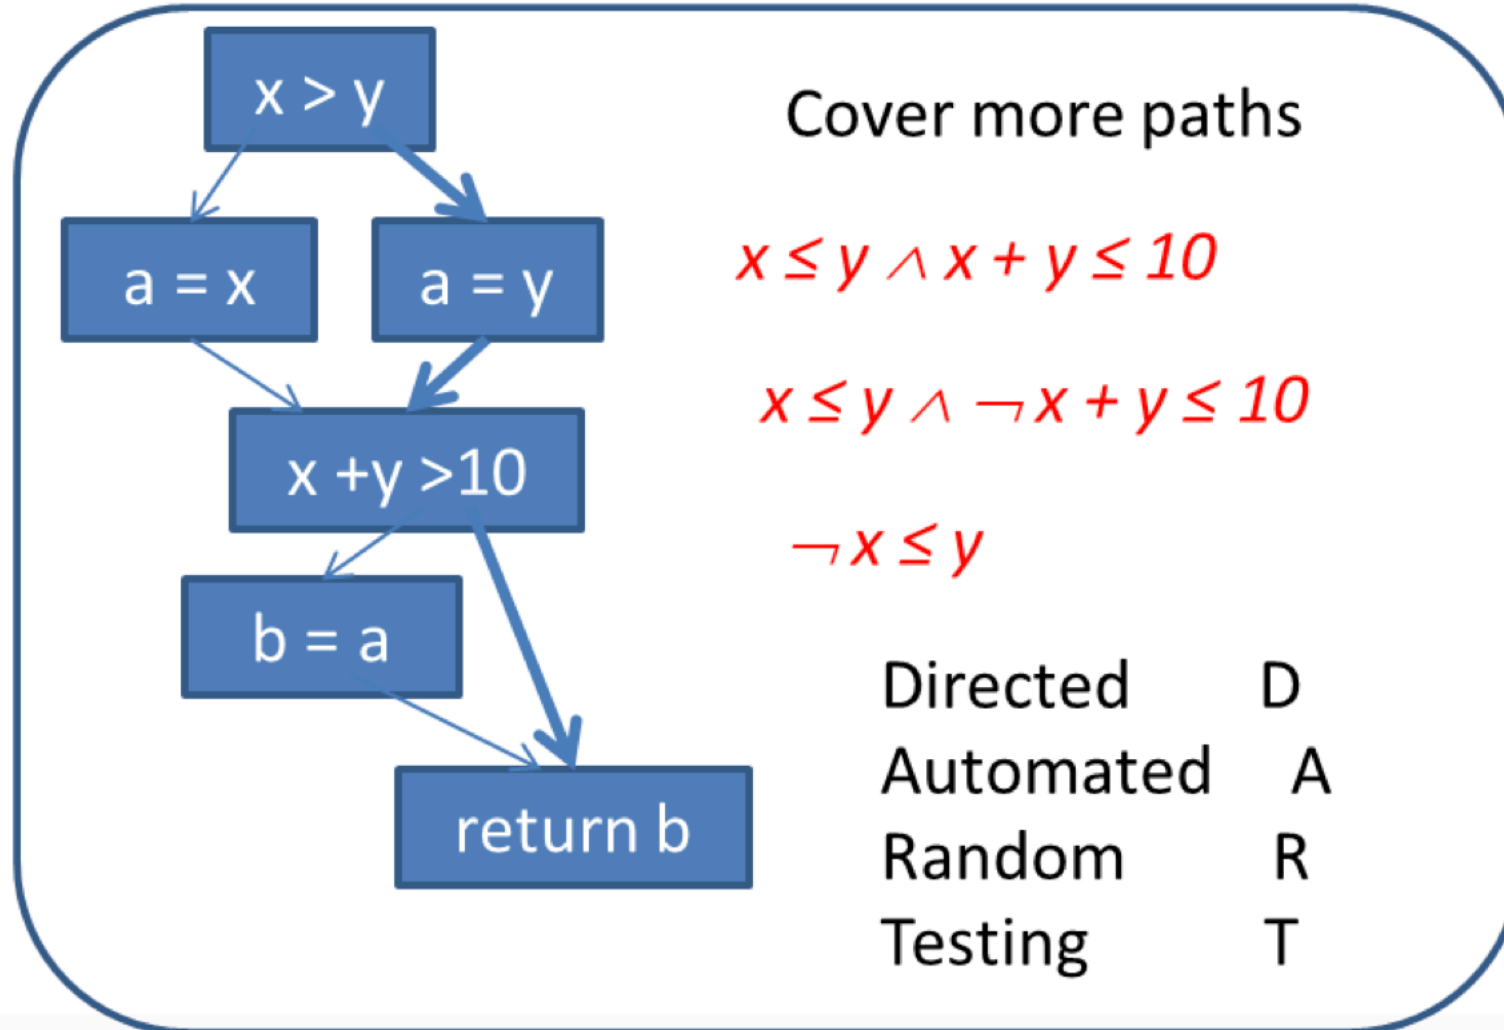 x > y
a = x
a = y
x +y >10
b = a
return b
Cover more paths
x ≤ y ∧ x + y ≤ 10
x ≤ y ∧ ¬ x + y ≤ 10
¬ x ≤ y
Directed D
Automated A
Random R
Testing T